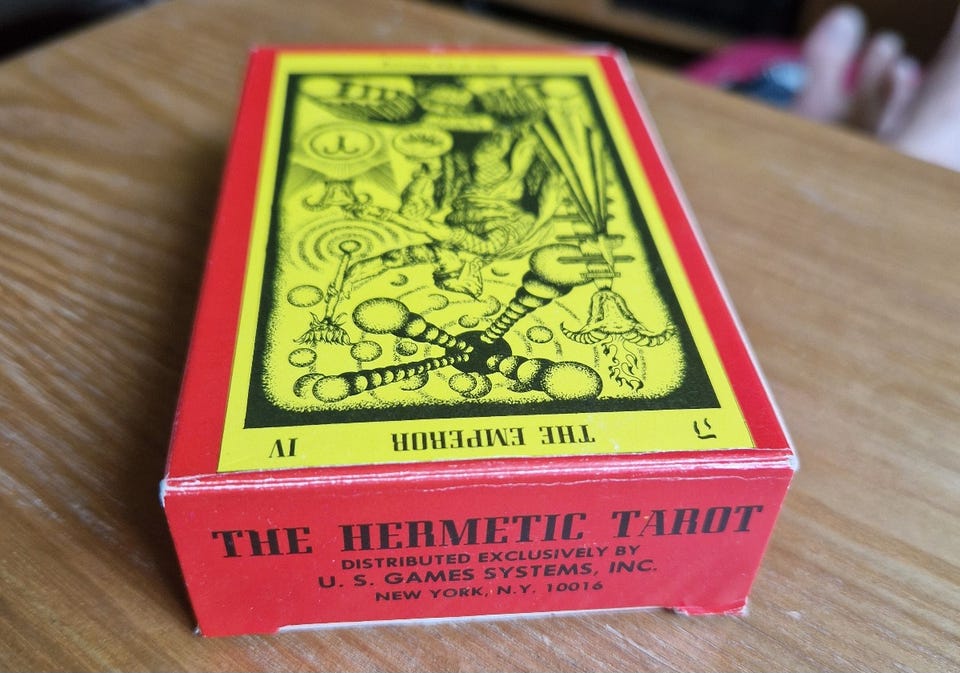 ה THE EMPEROR IV
THE HERMETIC TAROT
DISTRIBUTED EXCLUSIVELY BY
U. S. GAMES SYSTEMS, INC.
NEW YORK, N.Y. 10016